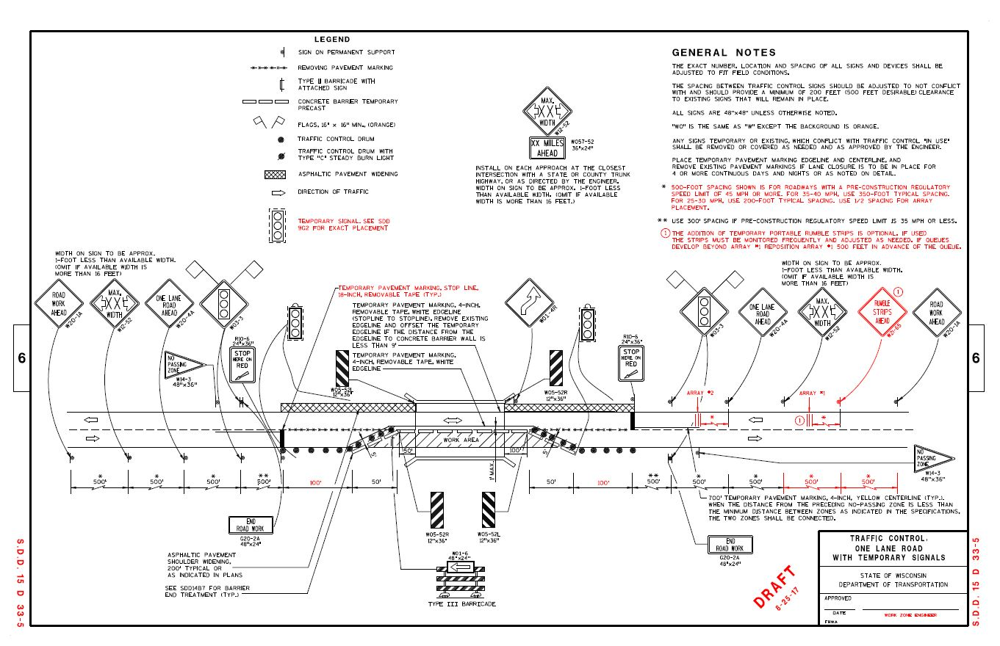 LEGEND
SIGN ON PERMANENT SUPPORT
REMOVING PAVEMENT MARKING
TYPE III BARRICADE WITH
ATTACHED SIGN
CONCRETE BARRIER TEMPORARY
PRECAST
FLAGS, 16" x 16" MIN., (ORANGE)
TRAFFIC CONTROL DRUM
TRAFFIC CONTROL DRUM WITH
TYPE "C" STEADY BURN LIGHT
ASPHALTIC PAVEMENT WIDENING
DIRECTION OF TRAFFIC
TEMPORARY SIGNAL. SEE SDD
9G2 FOR EXACT PLACEMENT
MAX.
XX
WIDTH
W12-52
XX MILES
AHEAD
WO57-52
36"x24"
INSTALL ON EACH APPROACH AT THE CLOSEST
INTERSECTION WITH A STATE OR COUNTY TRUNK
HIGHWAY, OR AS DIRECTED BY THE ENGINEER.
WIDTH ON SIGN TO BE APPROX. 1-FOOT LESS
THAN AVAILABLE WIDTH. (OMIT IF AVAILABLE
WIDTH IS MORE THAN 16 FEET.)
GENERAL NOTES
THE EXACT NUMBER, LOCATION AND SPACING OF ALL SIGNS AND DEVICES SHALL BE
ADJUSTED TO FIT FIELD CONDITIONS.
THE SPACING BETWEEN TRAFFIC CONTROL SIGNS SHOULD BE ADJUSTED TO NOT CONFLICT
WITH AND SHOULD PROVIDE A MINIMUM OF 200 FEET (500 FEET DESIRABLE) CLEARANCE
TO EXISTING SIGNS THAT WILL REMAIN IN PLACE.
ALL SIGNS ARE 48"x48" UNLESS OTHERWISE NOTED.
"WO" IS THE SAME AS "W" EXCEPT THE BACKGROUND IS ORANGE.
ANY SIGNS TEMPORARY OR EXISTING, WHICH CONFLICT WITH TRAFFIC CONTROL "IN USE"
SHALL BE REMOVED OR COVERED AS NEEDED AND AS APPROVED BY THE ENGINEER.
PLACE TEMPORARY PAVEMENT MARKING EDGELINE AND CENTERLINE, AND
REMOVE EXISTING PAVEMENT MARKINGS IF LANE CLOSURE IS TO BE IN PLACE FOR
4 OR MORE CONTINUOUS DAYS AND NIGHTS OR AS NOTED ON DETAIL.
* 500-FOOT SPACING SHOWN IS FOR ROADWAYS WITH A PRE-CONSTRUCTION REGULATORY
SPEED LIMIT OF 45 MPH OR MORE. FOR 35-40 MPH, USE 350-FOOT TYPICAL SPACING.
FOR 25-30 MPH, USE 200-FOOT TYPICAL SPACING. USE 1/2 SPACING FOR ARRAY
PLACEMENT.
** USE 300' SPACING IF PRE-CONSTRUCTION REGULATORY SPEED LIMIT IS 35 MPH OR LESS.
① THE ADDITION OF TEMPORARY PORTABLE RUMBLE STRIPS IS OPTIONAL. IF USED
THE STRIPS MUST BE MONITORED FREQUENTLY AND ADJUSTED AS NEEDED. IF QUEUES
DEVELOP BEYOND ARRAY #1 REPOSITION ARRAY #1 500 FEET IN ADVANCE OF THE QUEUE.
WIDTH ON SIGN TO BE APPROX.
1-FOOT LESS THAN AVAILABLE WIDTH.
(OMIT IF AVAILABLE WIDTH IS
MORE THAN 16 FEET)
ROAD
WORK
AHEAD
W20-1A
MAX.
XX
WIDTH
W12-52
ONE LANE
ROAD
AHEAD
W20-4A
W03-3
NO
PASSING
ZONE
W14-3
48"x36"
R10-6
24"x36"
STOP
HERE ON
RED
TEMPORARY PAVEMENT MARKING, STOP LINE,
18-INCH, REMOVABLE TAPE (TYP.)
TEMPORARY PAVEMENT MARKING, 4-INCH,
REMOVABLE TAPE, WHITE EDGELINE
(STOPLINE TO STOPLINE). REMOVE EXISTING
EDGELINE AND OFFSET THE TEMPORARY
EDGELINE IF THE DISTANCE FROM THE
EDGELINE TO CONCRETE BARRIER WALL IS
LESS THAN 9'
TEMPORARY PAVEMENT MARKING,
4-INCH, REMOVABLE TAPE, WHITE
EDGELINE
WO5-52L
12"x36"
WO1-4R
WO5-52R
12"x36"
R10-6
24"x36"
STOP
HERE ON
RED
WIDTH ON SIGN TO BE APPROX.
1-FOOT LESS THAN AVAILABLE WIDTH.
(OMIT IF AVAILABLE WIDTH IS
MORE THAN 16 FEET)
W03-3
ONE LANE
ROAD
AHEAD
W20-4A
MAX.
XX
WIDTH
W12-52
①
RUMBLE
STRIPS
AHEAD
W21-65
ROAD
WORK
AHEAD
W20-1A
6
6
ARRAY #2
ARRAY #1
*
① *
WORK AREA
5'
50'
100'
5'
1' MAX.
*
500'
*
500'
*
500'
**
500'
100'
50'
50'
100'
**
500'
*
500'
*
500'
*
500'
*
500'
NO
PASSING
ZONE
W14-3
48"x36"
700' TEMPORARY PAVEMENT MARKING, 4-INCH, YELLOW CENTERLINE (TYP.).
WHEN THE DISTANCE FROM THE PRECEDING NO-PASSING ZONE IS LESS THAN
THE MINIMUM DISTANCE BETWEEN ZONES AS INDICATED IN THE SPECIFICATIONS,
THE TWO ZONES SHALL BE CONNECTED.
END
ROAD WORK
G20-2A
48"x24"
WO5-52R
12"x36"
WO5-52L
12"x36"
END
ROAD WORK
G20-2A
48"x24"
ASPHALTIC PAVEMENT
SHOULDER WIDENING,
200' TYPICAL OR
AS INDICATED IN PLANS
SEE SDD14B7 FOR BARRIER
END TREATMENT (TYP.)
WO1-6
48"x24"
TYPE III BARRICADE
DRAFT
8-25-17
TRAFFIC CONTROL,
ONE LANE ROAD
WITH TEMPORARY SIGNALS
STATE OF WISCONSIN
DEPARTMENT OF TRANSPORTATION
APPROVED
DATE
WORK ZONE ENGINEER
FHWA
S.D.D. 15 D 33-5
S.D.D. 15 D 33-5